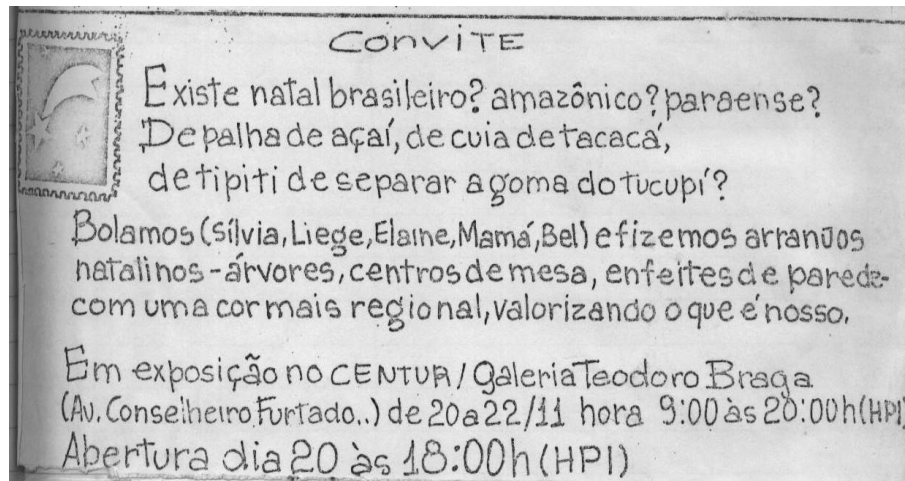 CONVITE
Existe natal brasileiro? amazônico? paraense?
De palha de açaí, de cuia de tacacá,
de tipiti de separar a goma do tucupí?
Bolamos (Sílvia, Liege, Elaine, Mamá, Bel) e fizemos arranjos
natalinos - árvores, centros de mesa, enfeites de parede -
com uma cor mais regional, valorizando o que é nosso.
Em exposição no CENTUR / Galeria Teodoro Braga
(Av. Conselheiro Furtado..) de 20 a 22/11 hora 9:00 às 20:00h (HPI)
Abertura dia 20 às 18:00h (HPI)